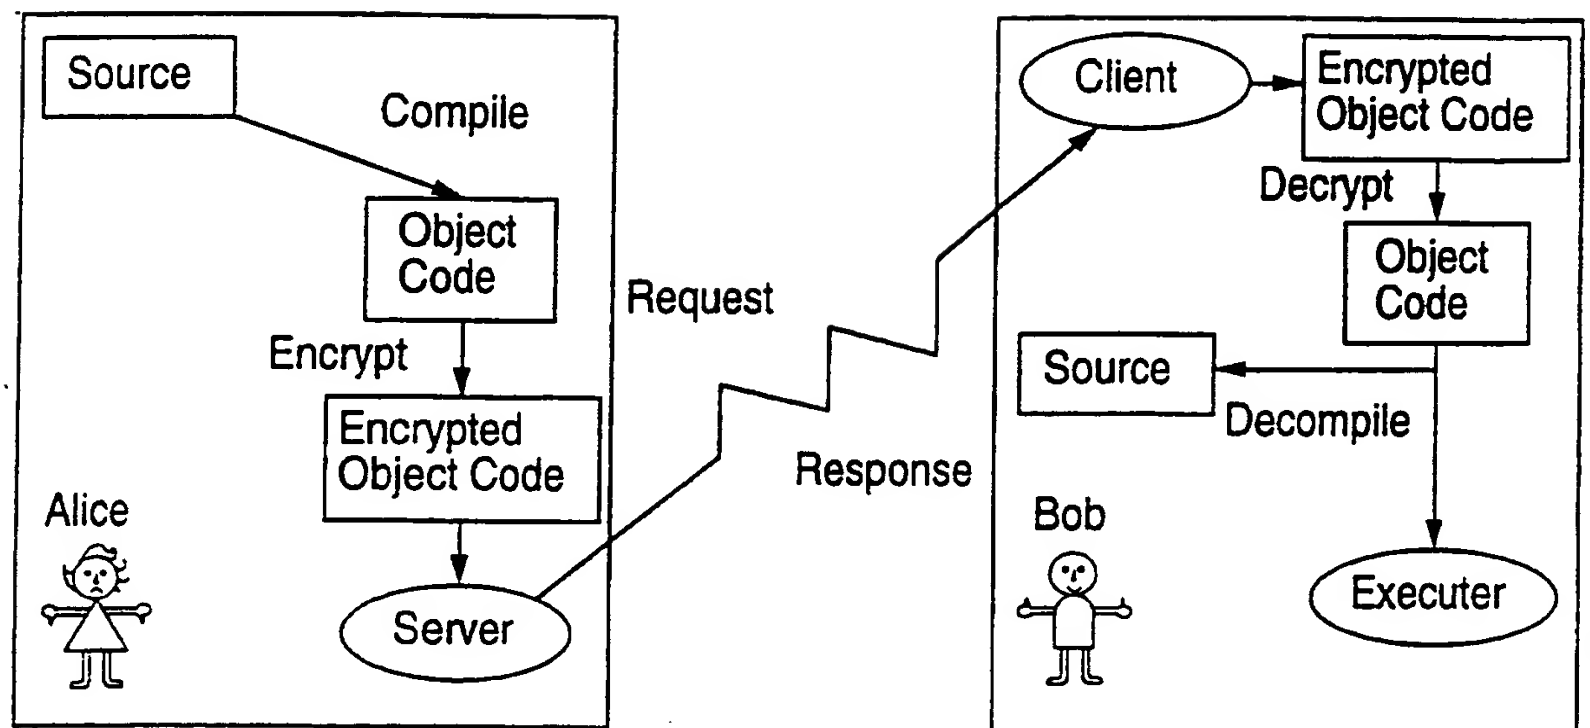 Source
Compile
Object
Code
Encrypt
Encrypted
Object Code
Alice
Server
Request
Response
Client
Encrypted
Object Code
Decrypt
Object
Code
Source
Decompile
Bob
Executer